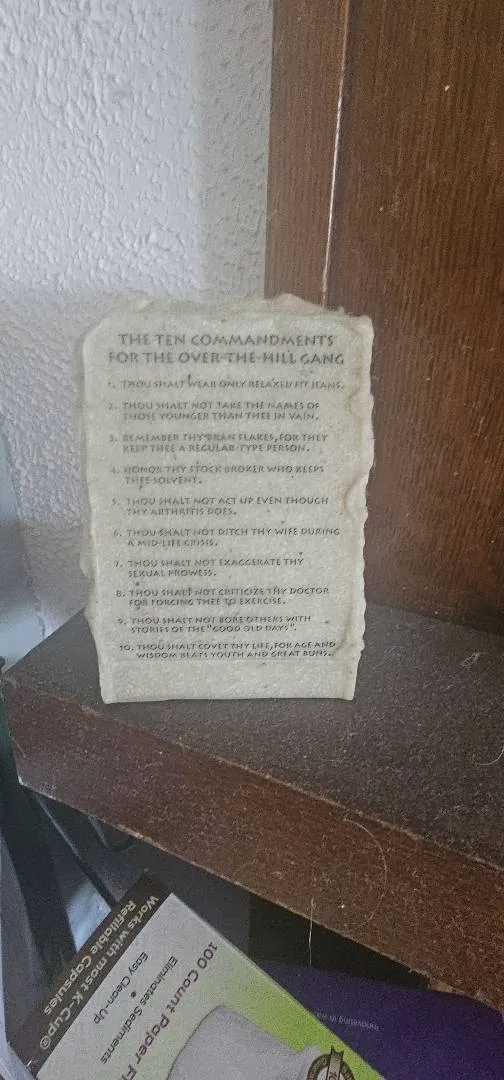 THE TEN COMMANDMENTS
FOR THE OVER-THE-HILL GANG
1. THOU SHALT WEAR ONLY RELAXED FIT JEANS.
2. THOU SHALT NOT TAKE THE NAMES OF
THOSE YOUNGER THAN THEE IN VAIN.
3. REMEMBER THY BRAN FLAKES, FOR THEY
KEEP THEE A REGULAR-TYPE PERSON.
4. HONOR THY STOCK BROKER WHO KEEPS
THEE SOLVENT.
5. THOU SHALT NOT ACT UP EVEN THOUGH
THY ARTHRITIS DOES.
6. THOU SHALT NOT DITCH THY WIFE DURING
A MID-LIFE CRISIS.
7. THOU SHALT NOT EXAGGERATE THY
SEXUAL PROWESS.
8. THOU SHALT NOT CRITICIZE THY DOCTOR
FOR FORCING THEE TO EXERCISE.
9. THOU SHALT NOT BORE OTHERS WITH
STORIES OF THE "GOOD OLD DAYS".
10. THOU SHALT COVET THY LIFE, FOR AGE AND
WISDOM BEATS YOUTH AND GREAT BUNS.
Works with most K-Cup®
Refillable Capsules
Easy Clean-Up
• Eliminates Sediments
100 Count Paper
Innovating in